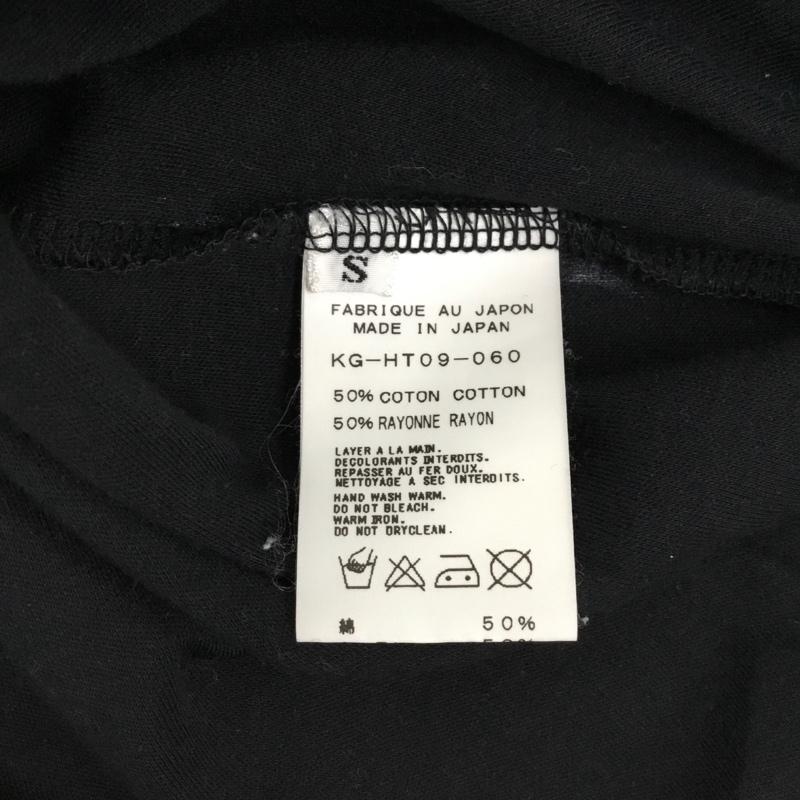 S
FABRIQUE AU JAPON
MADE IN JAPAN
KG-HT09-060
50% COTON COTTON
50% RAYONNE RAYON
LAYER A LA MAIN.
DECOLORANTS INTERDITS.
REPASSER AU FER DOUX.
NETTOYAGE A SEC INTERDITS.
HAND WASH WARM.
DO NOT BLEACH.
WARM IRON.
DO NOT DRYCLEAN.
綿 50%